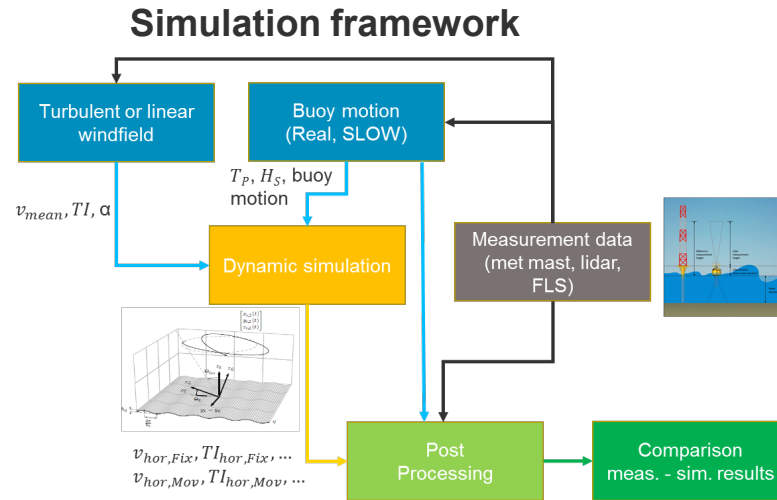 Simulation framework
Turbulent or linear
windfield
Buoy motion
(Real, SLOW)
T_P, H_S, buoy
motion
v_mean, TI, α
Dynamic simulation
Measurement data
(met mast, lidar,
FLS)
v_hor,Fix, TI_hor,Fix, ...
v_hor,Mov, TI_hor,Mov, ...
Post
Processing
Comparison
meas. - sim. results